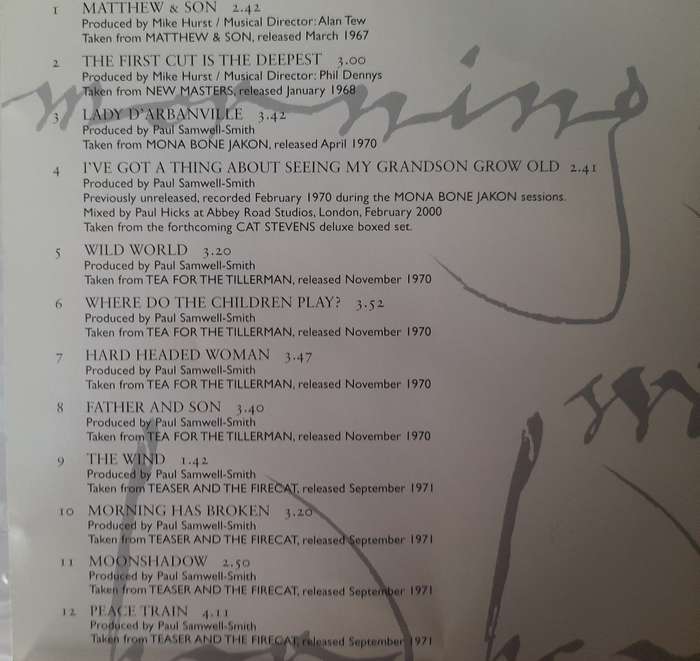 1 MATTHEW & SON 2.42
Produced by Mike Hurst / Musical Director: Alan Tew
Taken from MATTHEW & SON, released March 1967
2 THE FIRST CUT IS THE DEEPEST 3.00
Produced by Mike Hurst / Musical Director: Phil Dennys
Taken from NEW MASTERS, released January 1968
morning
3 LADY D'ARBANVILLE 3.42
Produced by Paul Samwell-Smith
Taken from MONA BONE JAKON, released April 1970
4 I'VE GOT A THING ABOUT SEEING MY GRANDSON GROW OLD 2.41
Produced by Paul Samwell-Smith
Previously unreleased, recorded February 1970 during the MONA BONE JAKON sessions.
Mixed by Paul Hicks at Abbey Road Studios, London, February 2000
Taken from the forthcoming CAT STEVENS deluxe boxed set.
5 WILD WORLD 3.20
Produced by Paul Samwell-Smith
Taken from TEA FOR THE TILLERMAN, released November 1970
6 WHERE DO THE CHILDREN PLAY? 3.52
Produced by Paul Samwell-Smith
Taken from TEA FOR THE TILLERMAN, released November 1970
7 HARD HEADED WOMAN 3.47
Produced by Paul Samwell-Smith
Taken from TEA FOR THE TILLERMAN, released November 1970
8 FATHER AND SON 3.40
Produced by Paul Samwell-Smith
Taken from TEA FOR THE TILLERMAN, released November 1970
9 THE WIND 1.42
Produced by Paul Samwell-Smith
Taken from TEASER AND THE FIRECAT, released September 1971
10 MORNING HAS BROKEN 3.20
Produced by Paul Samwell-Smith
Taken from TEASER AND THE FIRECAT, released September 1971
11 MOONSHADOW 2.50
Produced by Paul Samwell-Smith
Taken from TEASER AND THE FIRECAT, released September 1971
12 PEACE TRAIN 4.11
Produced by Paul Samwell-Smith
Taken from TEASER AND THE FIRECAT, released September 1971